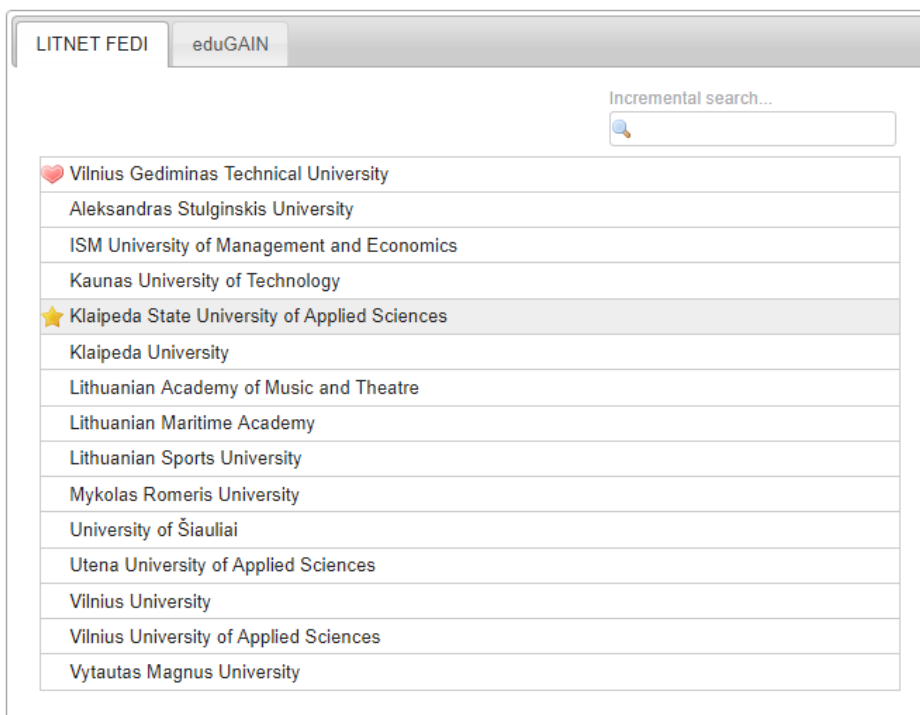 LITNET FEDI
eduGAIN
Incremental search...
Vilnius Gediminas Technical University
Aleksandras Stulginskis University
ISM University of Management and Economics
Kaunas University of Technology
Klaipeda State University of Applied Sciences
Klaipeda University
Lithuanian Academy of Music and Theatre
Lithuanian Maritime Academy
Lithuanian Sports University
Mykolas Romeris University
University of Šiauliai
Utena University of Applied Sciences
Vilnius University
Vilnius University of Applied Sciences
Vytautas Magnus University